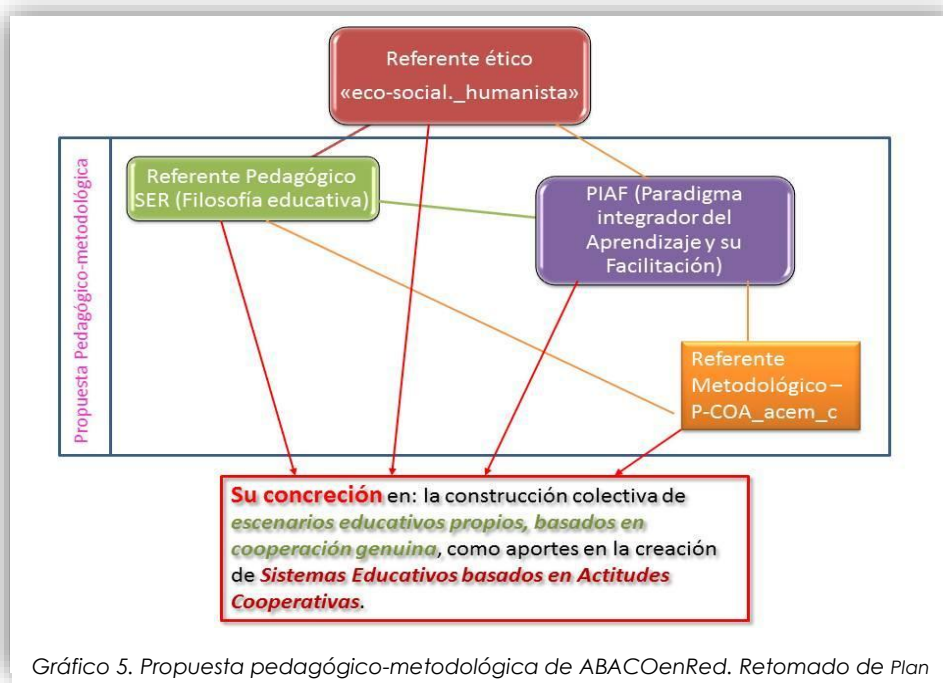 Referente ético
«eco-social._humanista»
Propuesta Pedagógico-metodológica
Referente Pedagógico
SER (Filosofía educativa)
PIAF (Paradigma
integrador del
Aprendizaje y su
Facilitación)
Referente
Metodológico –
P-COA_acem_c
Su concreción en: la construcción colectiva de
escenarios educativos propios, basados en
cooperación genuina, como aportes en la creación
de Sistemas Educativos basados en Actitudes
Cooperativas.
Gráfico 5. Propuesta pedagógico-metodológica de ABACOenRed. Retomado de Plan